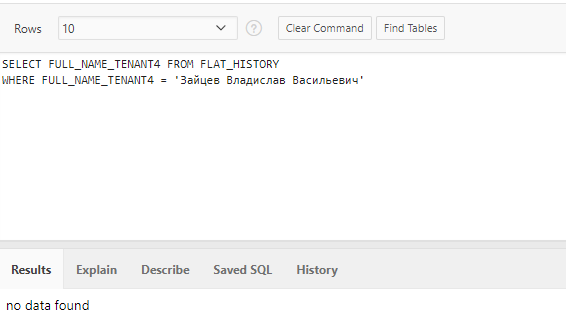 Rows 10 ? Clear Command Find Tables
SELECT FULL_NAME_TENANT4 FROM FLAT_HISTORY
WHERE FULL_NAME_TENANT4 = 'Зайцев Владислав Васильевич'
Results Explain Describe Saved SQL History
no data found